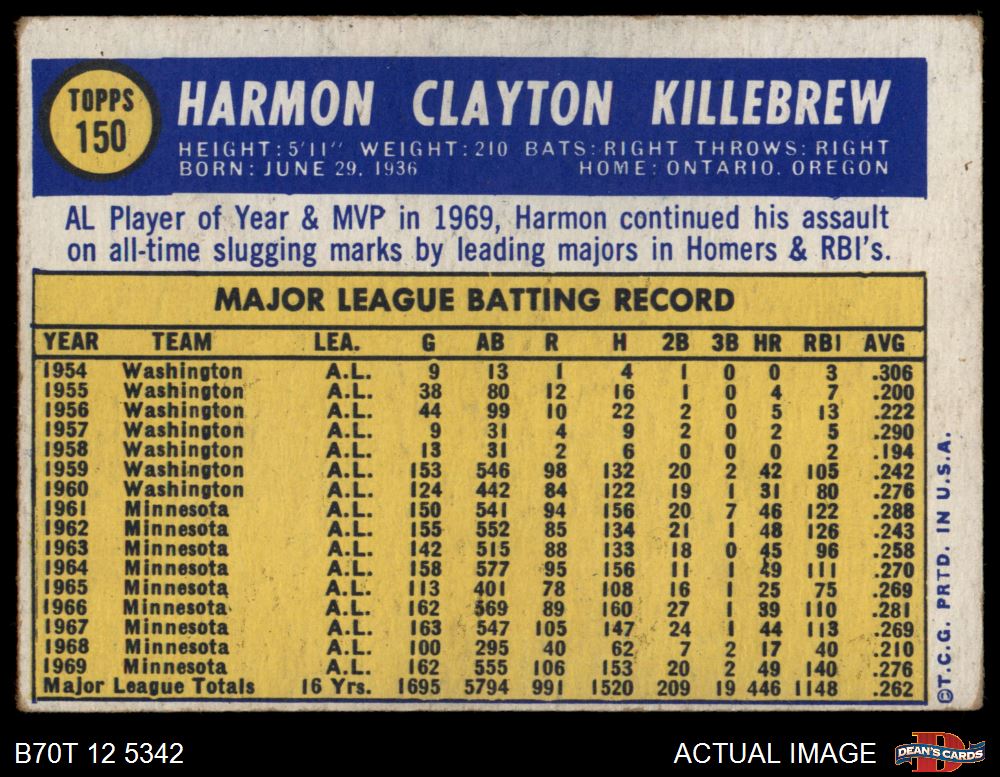 TOPPS
150
HARMON CLAYTON KILLEBREW
HEIGHT: 5'11" WEIGHT: 210 BATS: RIGHT THROWS: RIGHT
BORN: JUNE 29, 1936 HOME: ONTARIO, OREGON
AL Player of Year & MVP in 1969, Harmon continued his assault
on all-time slugging marks by leading majors in Homers & RBI's.
MAJOR LEAGUE BATTING RECORD
YEAR TEAM LEA. G AB R H 2B 3B HR RBI AVG
1954 Washington A.L. 9 13 1 4 1 0 0 3 .306
1955 Washington A.L. 38 80 12 16 1 0 4 7 .200
1956 Washington A.L. 44 99 10 22 2 0 5 13 .222
1957 Washington A.L. 9 31 4 9 2 0 2 5 .290
1958 Washington A.L. 13 31 2 6 0 0 0 2 .194
1959 Washington A.L. 153 546 98 132 20 2 42 105 .242
1960 Washington A.L. 124 442 84 122 19 1 31 80 .276
1961 Minnesota A.L. 150 541 94 156 20 7 46 122 .288
1962 Minnesota A.L. 155 552 85 134 21 1 48 126 .243
1963 Minnesota A.L. 142 515 88 133 18 0 45 96 .258
1964 Minnesota A.L. 158 577 95 156 11 1 49 111 .270
1965 Minnesota A.L. 113 401 78 108 16 1 25 75 .269
1966 Minnesota A.L. 162 569 89 160 27 1 39 110 .281
1967 Minnesota A.L. 163 547 105 147 24 1 44 113 .269
1968 Minnesota A.L. 100 295 40 62 7 2 17 40 .210
1969 Minnesota A.L. 162 555 106 153 20 2 49 140 .276
Major League Totals 16 Yrs. 1695 5794 991 1520 209 19 446 1148 .262
©T.C.G. PRTD. IN U.S.A.
B70T 12 5342
ACTUAL IMAGE
DEAN'S CARDS